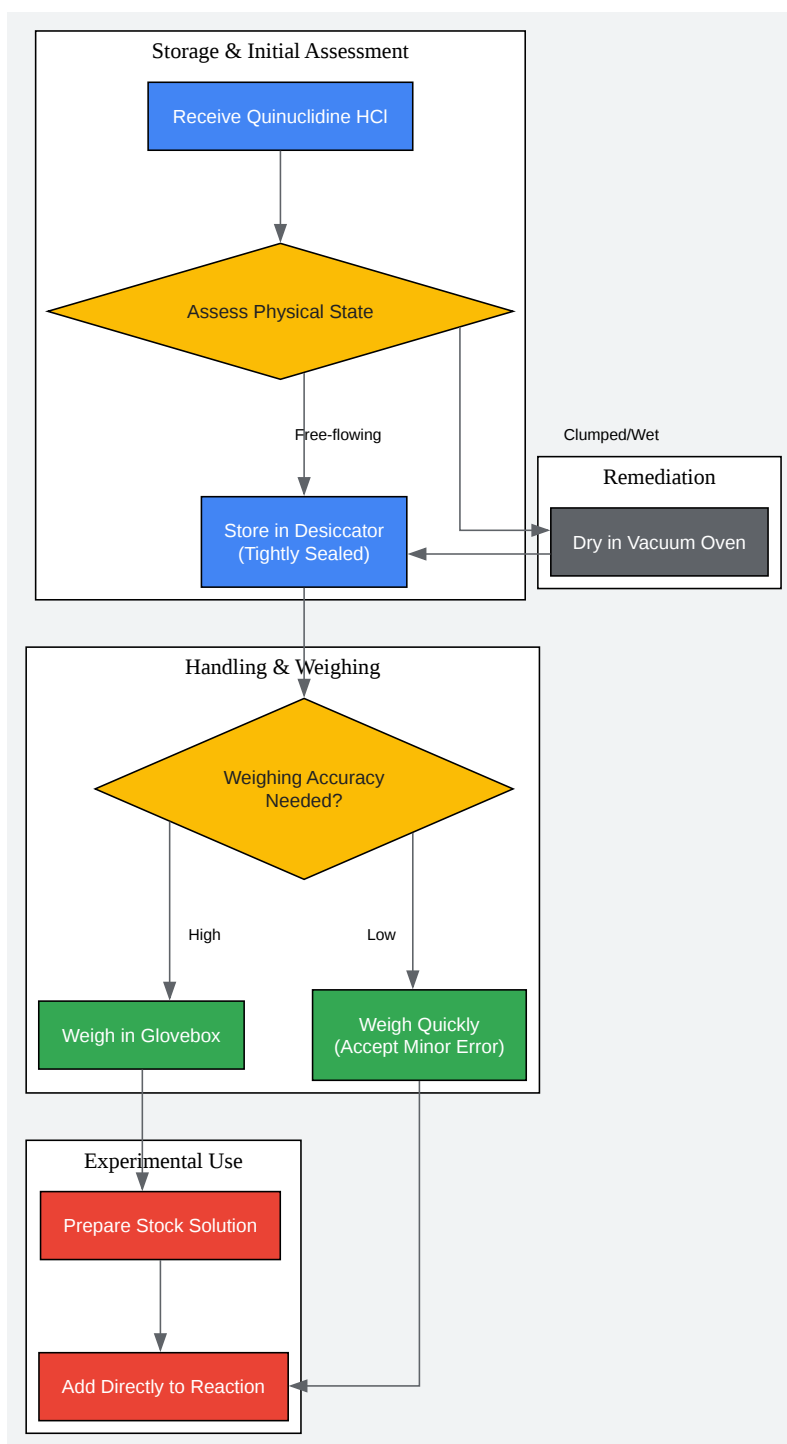 Storage & Initial Assessment
Receive Quinuclidine HCl
Assess Physical State
Free-flowing
Clumped/Wet
Remediation
Store in Desiccator
(Tightly Sealed)
Dry in Vacuum Oven
Handling & Weighing
Weighing Accuracy
Needed?
High
Low
Weigh in Glovebox
Weigh Quickly
(Accept Minor Error)
Experimental Use
Prepare Stock Solution
Add Directly to Reaction